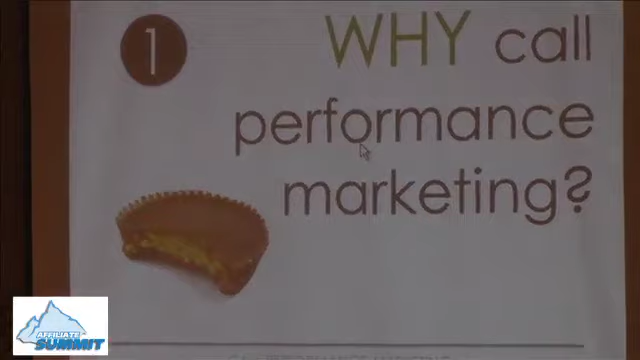 1
WHY call
performance
marketing?
AFFILIATE
SUMMIT